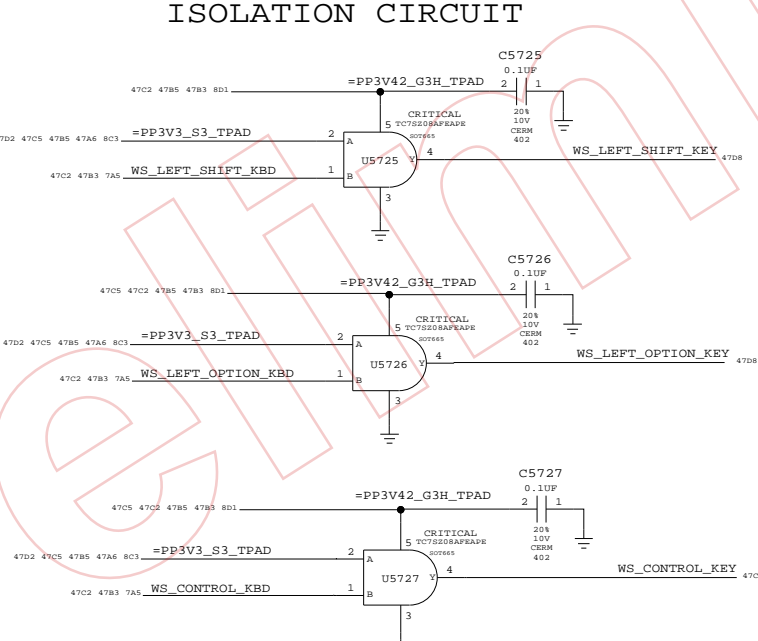 ISOLATION CIRCUIT
C5725
0.1UF
=PP3V42_G3H_TPAD 2 1
47C2 47B5 47B3 8D1
CRITICAL
20%
10V
CERM
402
5 TC7SZ08AFEAPE
SOT665
7D2 47C5 47B5 47A6 8C3 =PP3V3_S3_TPAD 2
A
U5725 Y 4 WS_LEFT_SHIFT_KEY 47D8
47C2 47B3 7A5 WS_LEFT_SHIFT_KBD 1
B
3
C5726
0.1UF
=PP3V42_G3H_TPAD 2 1
47C5 47C2 47B5 47B3 8D1
CRITICAL
20%
10V
CERM
402
5 TC7SZ08AFEAPE
SOT665
47D2 47C5 47B5 47A6 8C3 =PP3V3_S3_TPAD 2
A
U5726 Y 4 WS_LEFT_OPTION_KEY 47D8
47C2 47B3 7A5 WS_LEFT_OPTION_KBD 1
B
3
C5727
0.1UF
=PP3V42_G3H_TPAD 2 1
47C5 47C2 47B5 47B3 8D1
CRITICAL
20%
10V
CERM
402
5 TC7SZ08AFEAPE
SOT665
47D2 47C5 47B5 47A6 8C3 =PP3V3_S3_TPAD 2
A
U5727 Y 4 WS_CONTROL_KEY 47C
47C2 47B3 7A5 WS_CONTROL_KBD 1
B
3
elim